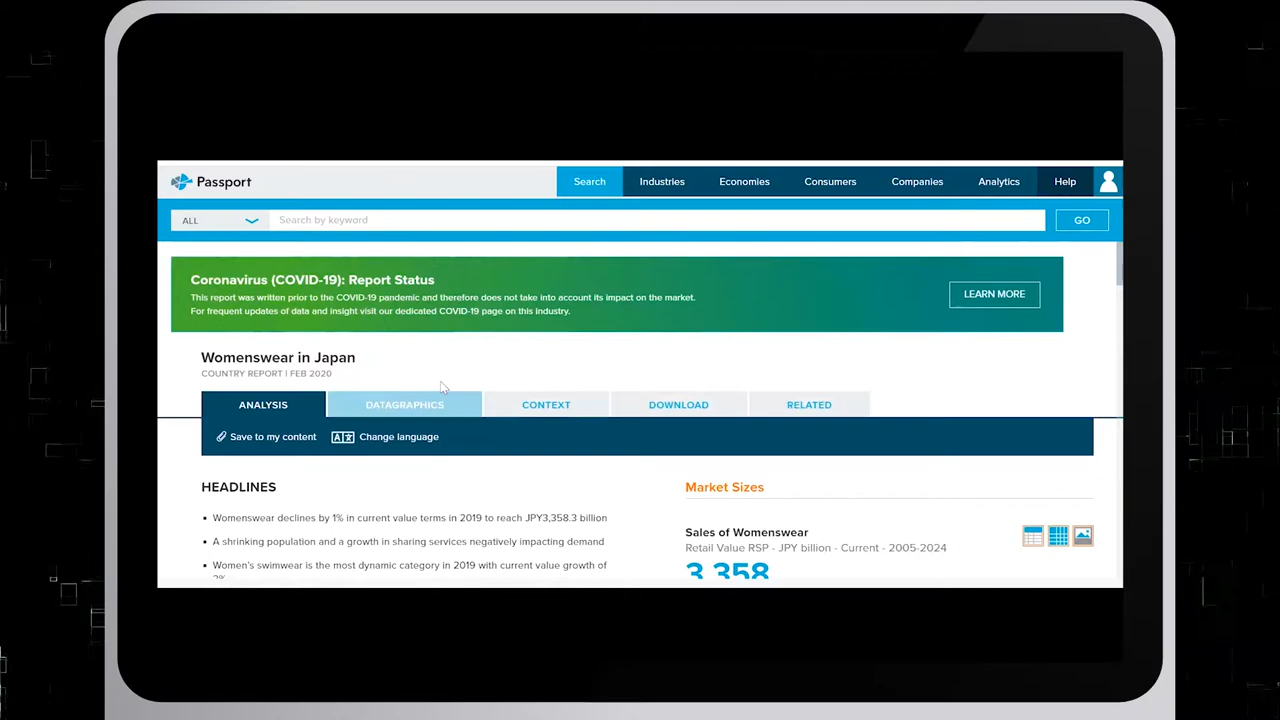 Passport
Search Industries Economies Consumers Companies Analytics Help
ALL Search by keyword GO
Coronavirus (COVID-19): Report Status
This report was written prior to the COVID-19 pandemic and therefore does not take into account its impact on the market.
For frequent updates of data and insight visit our dedicated COVID-19 page on this industry.
LEARN MORE
Womenswear in Japan
COUNTRY REPORT | FEB 2020
ANALYSIS DATAGRAPHICS CONTEXT DOWNLOAD RELATED
Save to my content Change language
HEADLINES
▪ Womenswear declines by 1% in current value terms in 2019 to reach JPY3,358.3 billion
▪ A shrinking population and a growth in sharing services negatively impacting demand
▪ Women's swimwear is the most dynamic category in 2019 with current value growth of
Market Sizes
Sales of Womenswear
Retail Value RSP - JPY billion - Current - 2005-2024
3,358